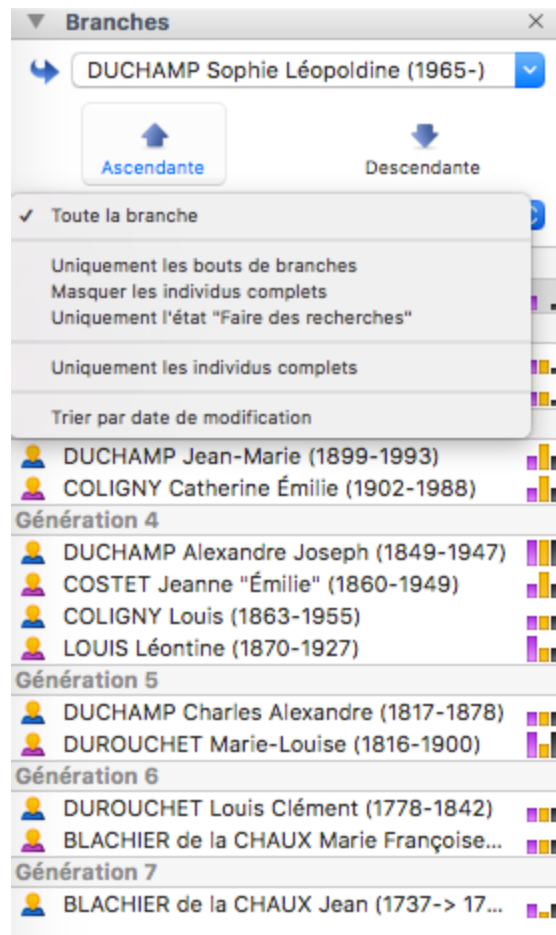 Branches
DUCHAMP Sophie Léopoldine (1965-)
Ascendante
Descendante
✓ Toute la branche
Uniquement les bouts de branches
Masquer les individus complets
Uniquement l'état "Faire des recherches"
Uniquement les individus complets
Trier par date de modification
DUCHAMP Jean-Marie (1899-1993)
COLIGNY Catherine Émilie (1902-1988)
Génération 4
DUCHAMP Alexandre Joseph (1849-1947)
COSTET Jeanne "Émilie" (1860-1949)
COLIGNY Louis (1863-1955)
LOUIS Léontine (1870-1927)
Génération 5
DUCHAMP Charles Alexandre (1817-1878)
DUROUCHET Marie-Louise (1816-1900)
Génération 6
DUROUCHET Louis Clément (1778-1842)
BLACHIER de la CHAUX Marie Françoise...
Génération 7
BLACHIER de la CHAUX Jean (1737-> 17...